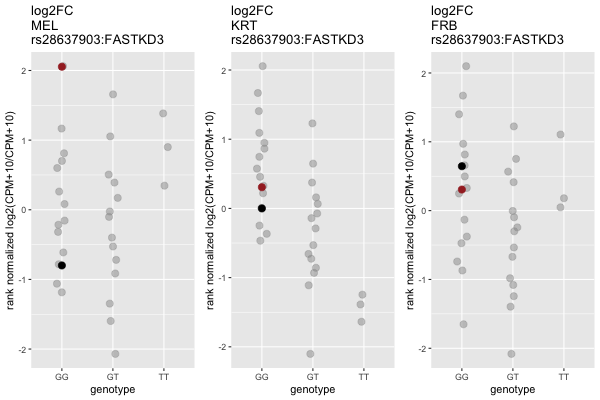 log2FC
MEL
rs28637903:FASTKD3
rank normalized log2(CPM+10/CPM+10)
2
1
0
-1
-2
GG
GT
TT
genotype
log2FC
KRT
rs28637903:FASTKD3
rank normalized log2(CPM+10/CPM+10)
2
1
0
-1
-2
GG
GT
TT
genotype
log2FC
FRB
rs28637903:FASTKD3
rank normalized log2(CPM+10/CPM+10)
2
1
0
-1
-2
GG
GT
TT
genotype